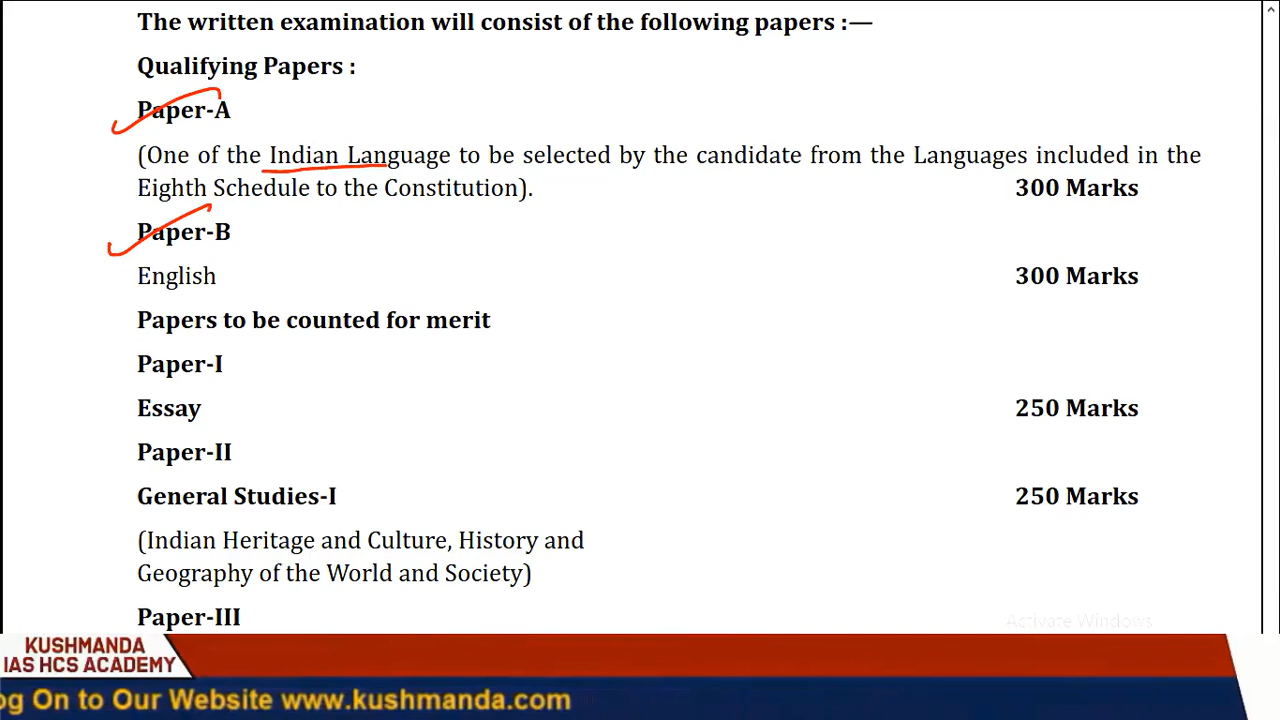 The written examination will consist of the following papers :—
Qualifying Papers :
Paper-A
(One of the Indian Language to be selected by the candidate from the Languages included in the
Eighth Schedule to the Constitution). 300 Marks
Paper-B
English 300 Marks
Papers to be counted for merit
Paper-I
Essay 250 Marks
Paper-II
General Studies-I 250 Marks
(Indian Heritage and Culture, History and
Geography of the World and Society)
Paper-III
Activate Windows
KUSHMANDA
IAS HCS ACADEMY
og On to Our Website www.kushmanda.com